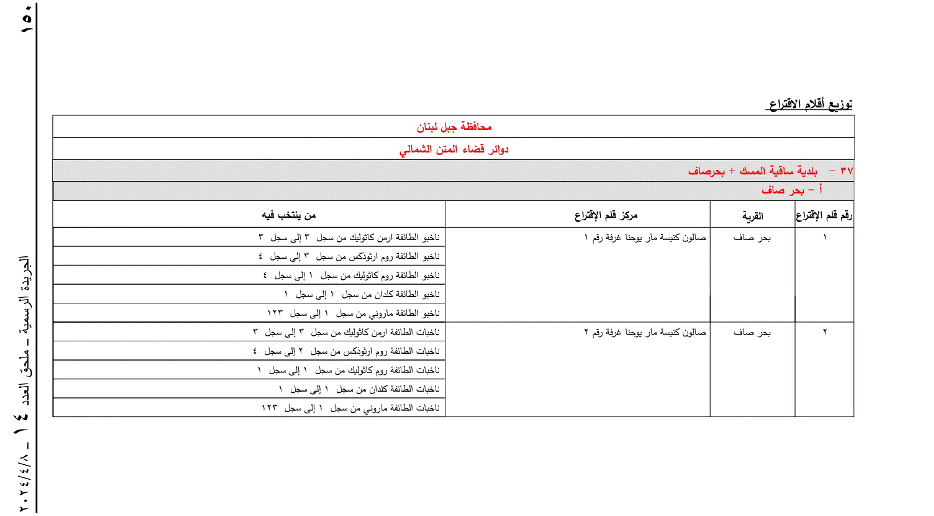 ١٥٠
توزيع أقلام الاقتراع
محافظة جبل لبنان
دوائر قضاء المتن الشمالي
٣٧ - بلدية ساقية المسك + بحرصاف
أ - بحر صاف
رقم قلم الإقتراع القرية مركز قلم الإقتراع من ينتخب فيه
١ بحر صاف صالون كنيسة مار يوحنا غرفة رقم ١ ناخبو الطائفة ارمن كاثوليك من سجل ٣ إلى سجل ٣
ناخبو الطائفة روم ارثوذكس من سجل ٣ إلى سجل ٤
ناخبو الطائفة روم كاثوليك من سجل ١ إلى سجل ٤
ناخبو الطائفة كلدان من سجل ١ إلى سجل ١
ناخبو الطائفة ماروني من سجل ١ إلى سجل ١٢٣
٢ بحر صاف صالون كنيسة مار يوحنا غرفة رقم ٢ ناخبات الطائفة ارمن كاثوليك من سجل ٣ إلى سجل ٣
ناخبات الطائفة روم ارثوذكس من سجل ٢ إلى سجل ٤
ناخبات الطائفة روم كاثوليك من سجل ١ إلى سجل ١
ناخبات الطائفة كلدان من سجل ١ إلى سجل ١
ناخبات الطائفة ماروني من سجل ١ إلى سجل ١٢٣
الجريدة الرسمية - ملحق العدد ١٤ - ٢٠٢٤/٤/٨